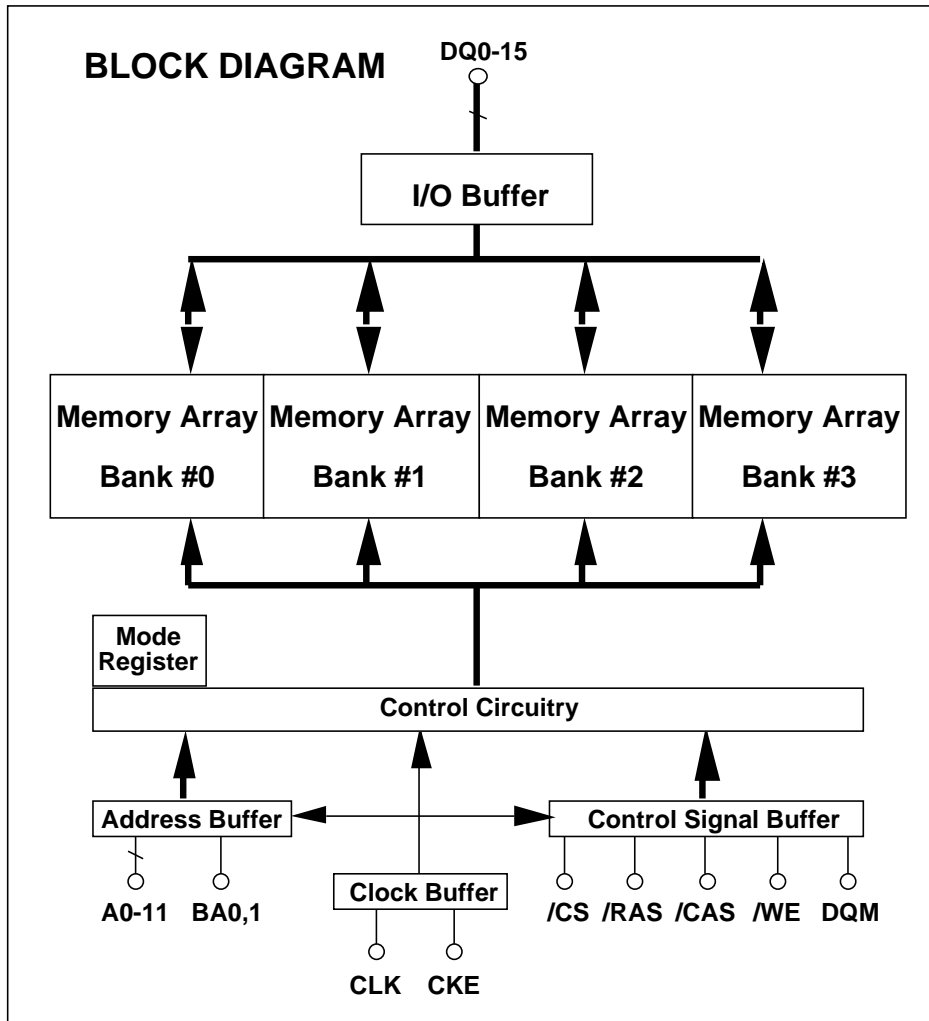 BLOCK DIAGRAM
DQ0-15
I/O Buffer
Memory Array
Bank #0
Memory Array
Bank #1
Memory Array
Bank #2
Memory Array
Bank #3
Mode
Register
Control Circuitry
Address Buffer
Control Signal Buffer
Clock Buffer
A0-11
BA0,1
/CS
/RAS
/CAS
/WE
DQM
CLK
CKE